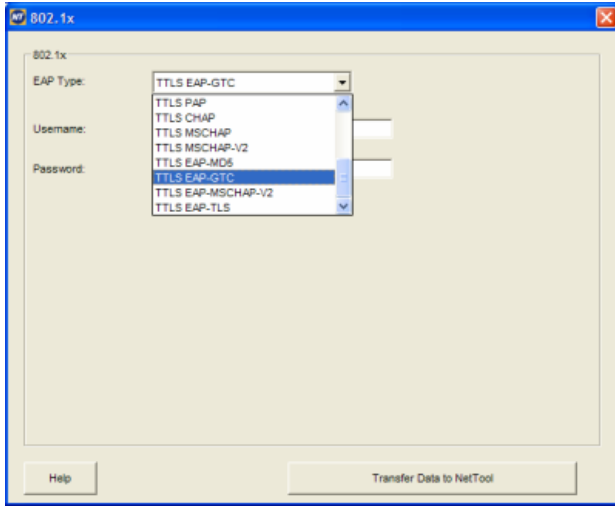 NT 802.1x
802.1x
EAP Type:
TTLS EAP-GTC
TTLS PAP
TTLS CHAP
Username:
TTLS MSCHAP
TTLS MSCHAP-V2
TTLS EAP-MD5
Password:
TTLS EAP-GTC
TTLS EAP-MSCHAP-V2
TTLS EAP-TLS
Help
Transfer Data to NetTool